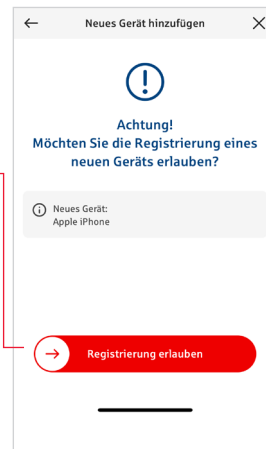 Neues Gerät hinzufügen
Achtung!
Möchten Sie die Registrierung eines
neuen Geräts erlauben?
Neues Gerät:
Apple iPhone
Registrierung erlauben